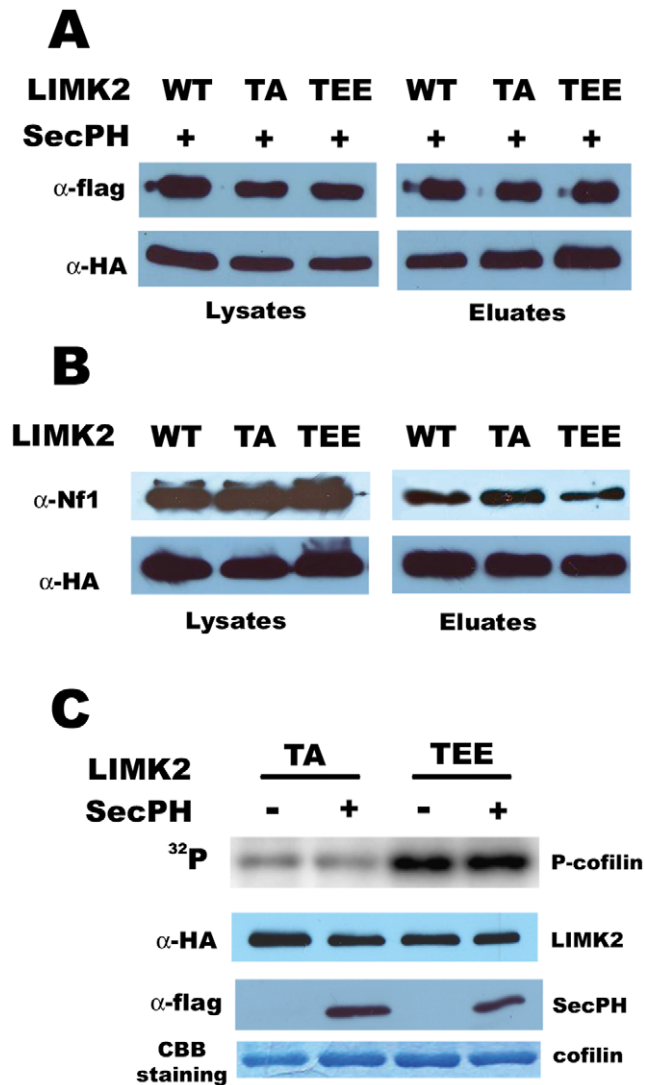 A
LIMK2 WT TA TEE WT TA TEE
SecPH + + + + + +
α-flag
α-HA
Lysates Eluates
B
LIMK2 WT TA TEE WT TA TEE
α-Nf1
α-HA
Lysates Eluates
C
LIMK2 TA TEE
SecPH - + - +
32P P-cofilin
α-HA LIMK2
α-flag SecPH
CBB staining cofilin